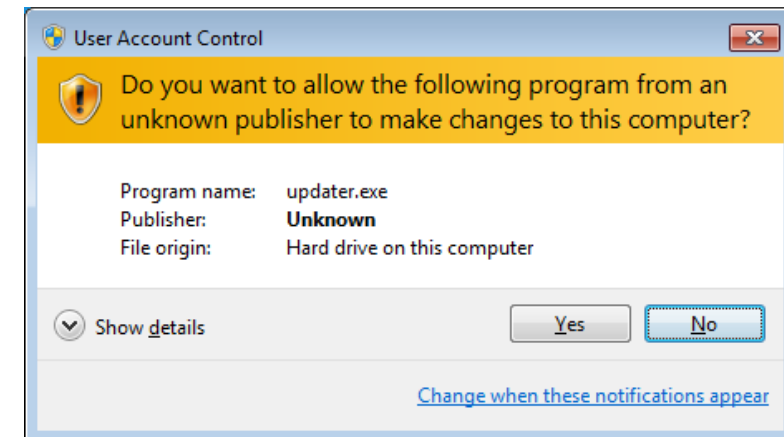 User Account Control
Do you want to allow the following program from an
unknown publisher to make changes to this computer?
Program name: updater.exe
Publisher: Unknown
File origin: Hard drive on this computer
Show details
Yes
No
Change when these notifications appear